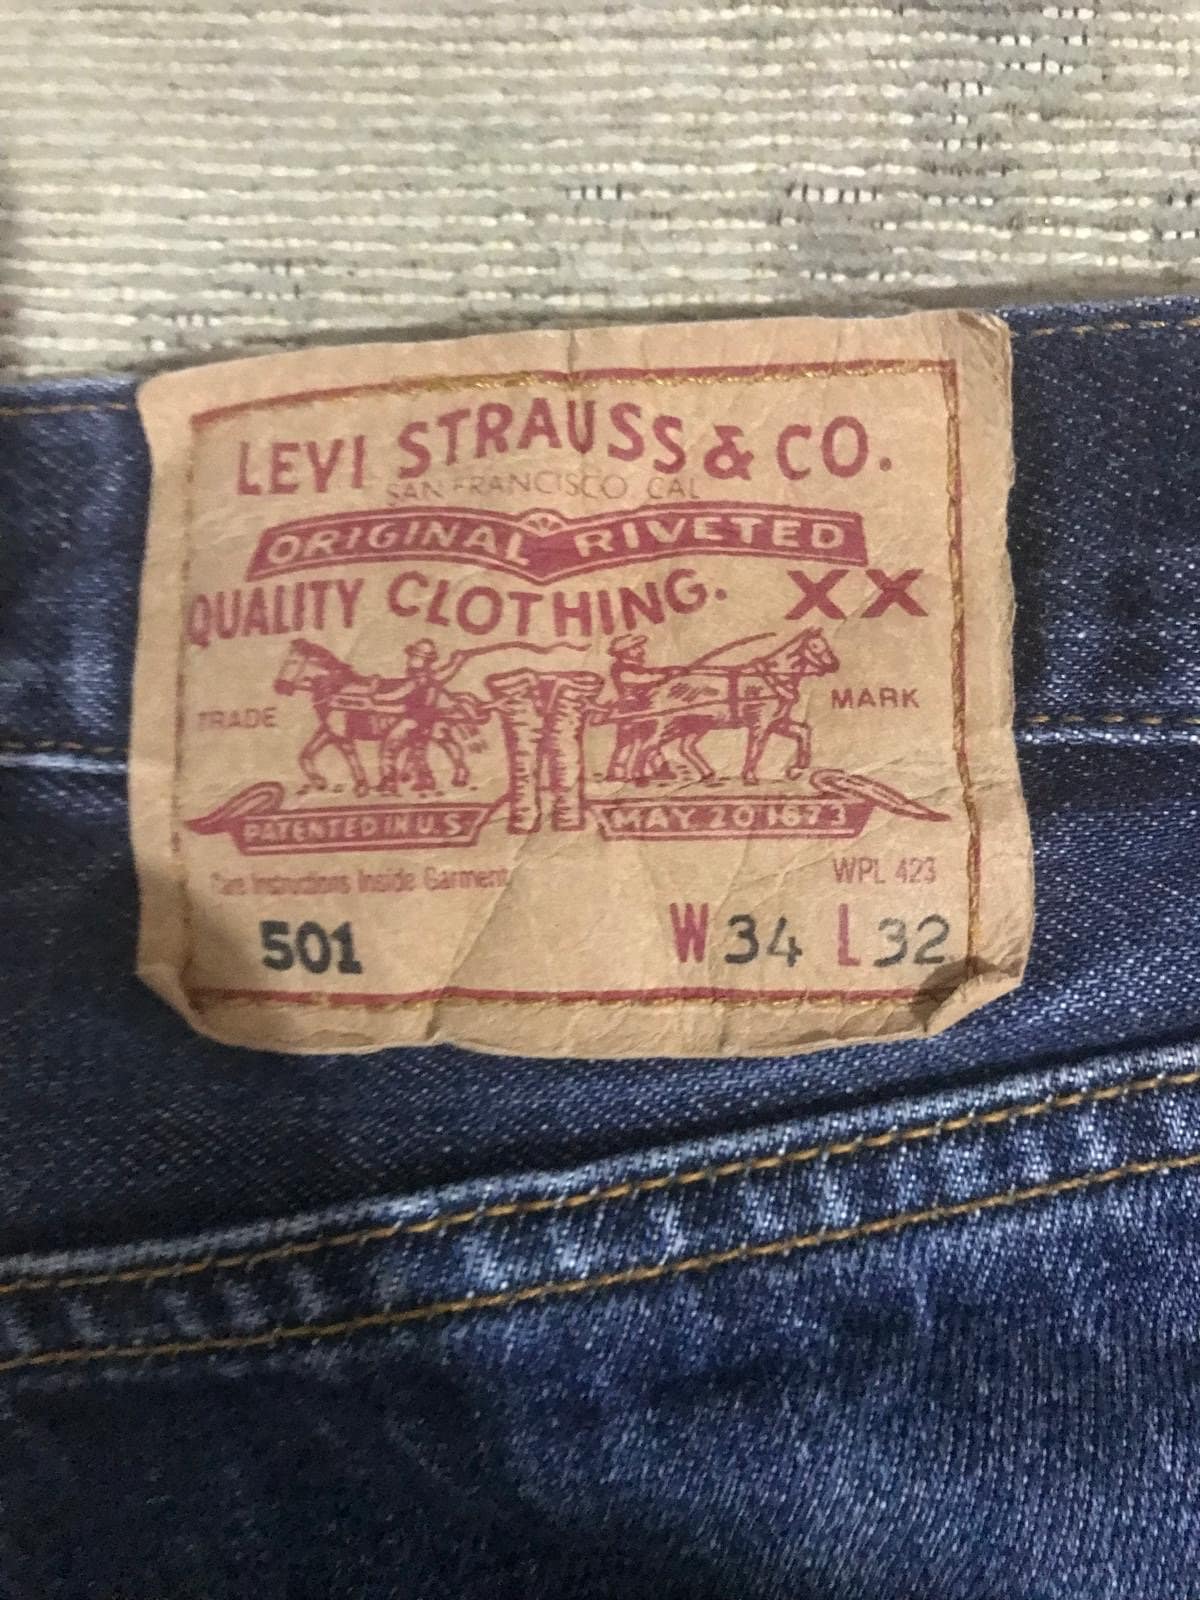 LEVI STRAUSS & CO.
SAN FRANCISCO, CAL
ORIGINAL RIVETED
QUALITY CLOTHING. XX
TRADE MARK
PATENTED IN U.S. MAY 20 1873
Care Instructions Inside Garment WPL 423
501 W 34 L 32